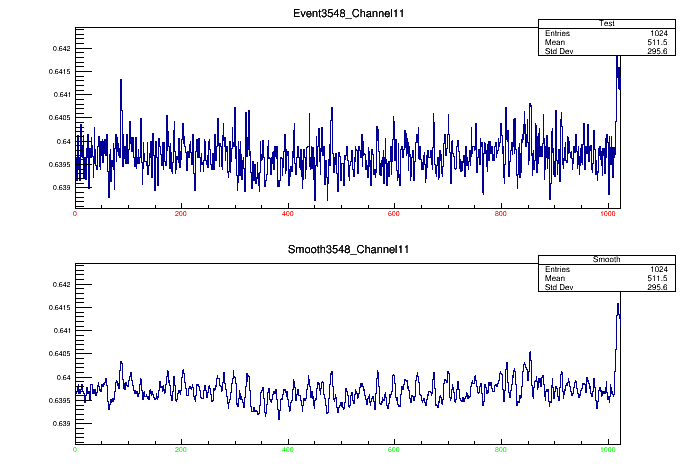 Event3548_Channel11
Test
Entries 1024
Mean 511.5
Std Dev 295.6
0.642
0.6415
0.641
0.6405
0.64
0.6395
0.639
0 200 400 600 800 1000
Smooth3548_Channel11
Smooth
Entries 1024
Mean 511.5
Std Dev 295.6
0.642
0.6415
0.641
0.6405
0.64
0.6395
0.639
0 200 400 600 800 1000